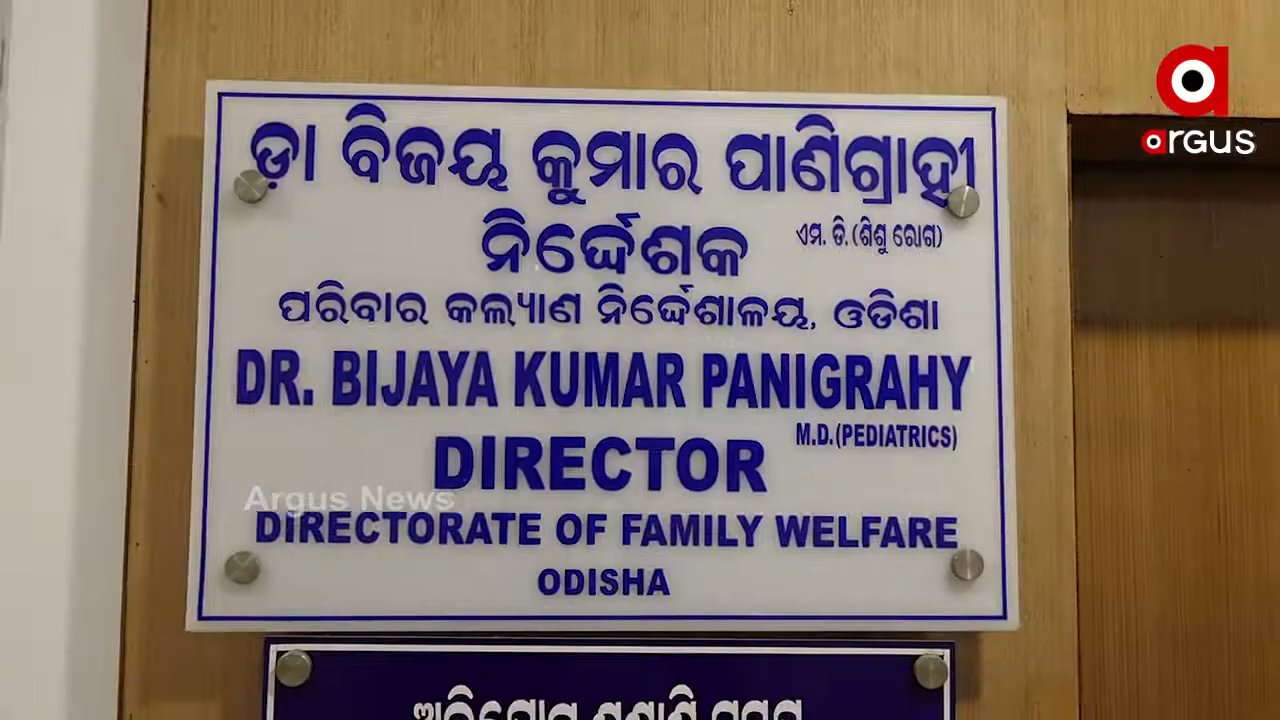 ଡ଼ା ବିଜୟ କୁମାର ପାଣିଗ୍ରାହୀ
ଏମ. ଡି.(ଶିଶୁ ରୋଗ)
ନିର୍ଦ୍ଦେଶକ
ପରିବାର କଲ୍ୟାଣ ନିର୍ଦ୍ଦେଶାଳୟ, ଓଡିଶା
DR. BIJAYA KUMAR PANIGRAHY
M.D.(PEDIATRICS)
DIRECTOR
DIRECTORATE OF FAMILY WELFARE
ODISHA
Argus News
argus